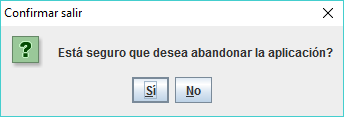 Confirmar salir
Está seguro que desea abandonar la aplicación?
Sí No